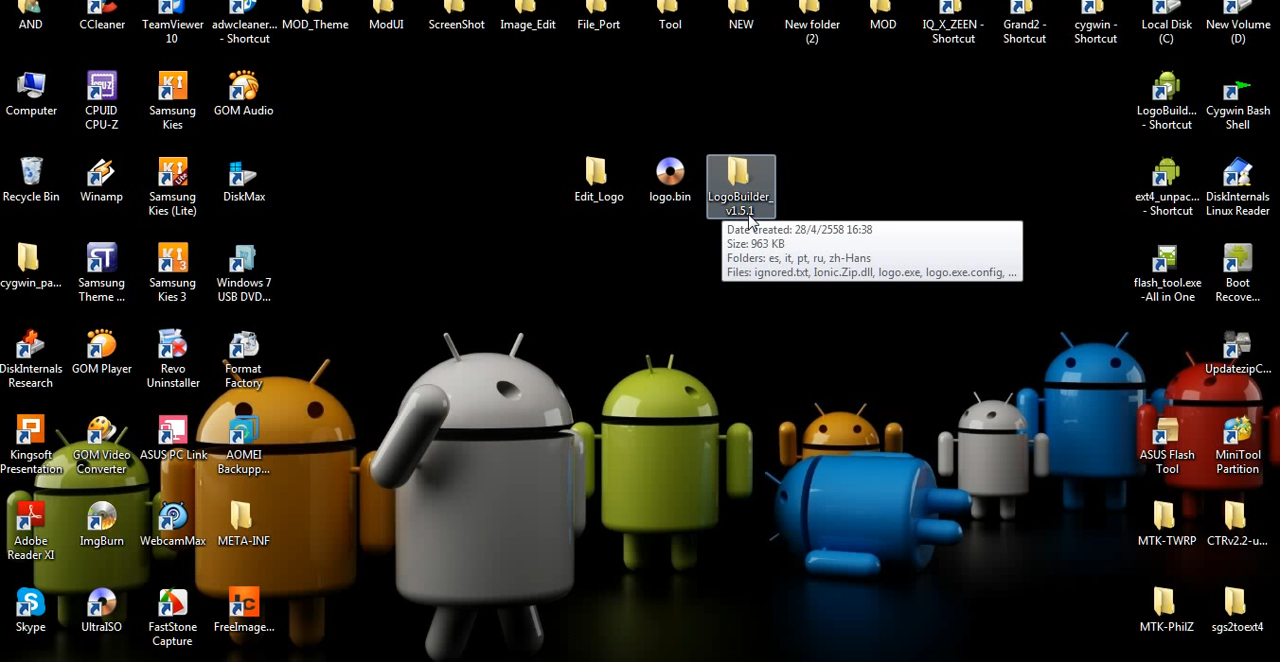 AND
CCleaner
TeamViewer
10
adwcleaner...
- Shortcut
MOD_Theme
ModUI
ScreenShot
Image_Edit
File_Port
Tool
NEW
New folder
(2)
MOD
IQ_X_ZEEN -
Shortcut
Grand2 -
Shortcut
cygwin -
Shortcut
Local Disk
(C)
New Volume
(D)
Computer
CPUID
CPU-Z
Samsung
Kies
GOM Audio
LogoBuild...
- Shortcut
Cygwin Bash
Shell
Recycle Bin
Winamp
Samsung
Kies (Lite)
DiskMax
Edit_Logo
logo.bin
LogoBuilder_
v1.5.1
ext4_unpac...
- Shortcut
DiskInternals
Linux Reader
Date created: 28/4/2558 16:38
Size: 963 KB
Folders: es, it, pt, ru, zh-Hans
Files: ignored.txt, Ionic.Zip.dll, logo.exe, logo.exe.config, ...
cygwin_pa...
Samsung
Theme ...
Samsung
Kies 3
Windows 7
USB DVD...
flash_tool.exe
-All in One
Boot
Recove...
DiskInternals
Research
GOM Player
Revo
Uninstaller
Format
Factory
UpdatezipC...
Kingsoft
Presentation
GOM Video
Converter
ASUS PC Link
AOMEI
Backupp...
ASUS Flash
Tool
MiniTool
Partition
Adobe
Reader XI
ImgBurn
WebcamMax
META-INF
MTK-TWRP
CTRv2.2-u...
Skype
UltraISO
FastStone
Capture
FreeImage...
MTK-PhilZ
sgs2toext4